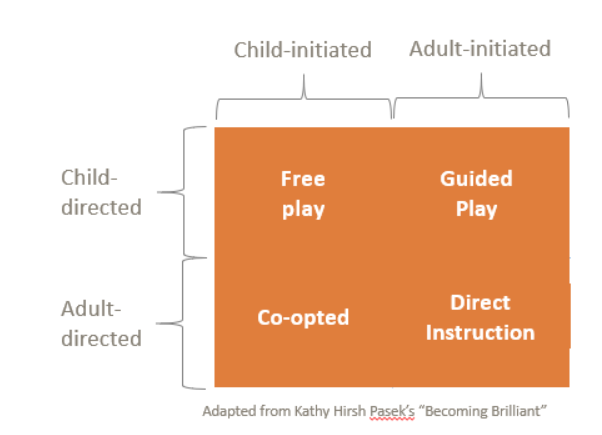 Child-initiated
Adult-initiated
Child-
directed
Free
play
Guided
Play
Adult-
directed
Co-opted
Direct
Instruction
Adapted from Kathy Hirsh Pasek's “Becoming Brilliant”